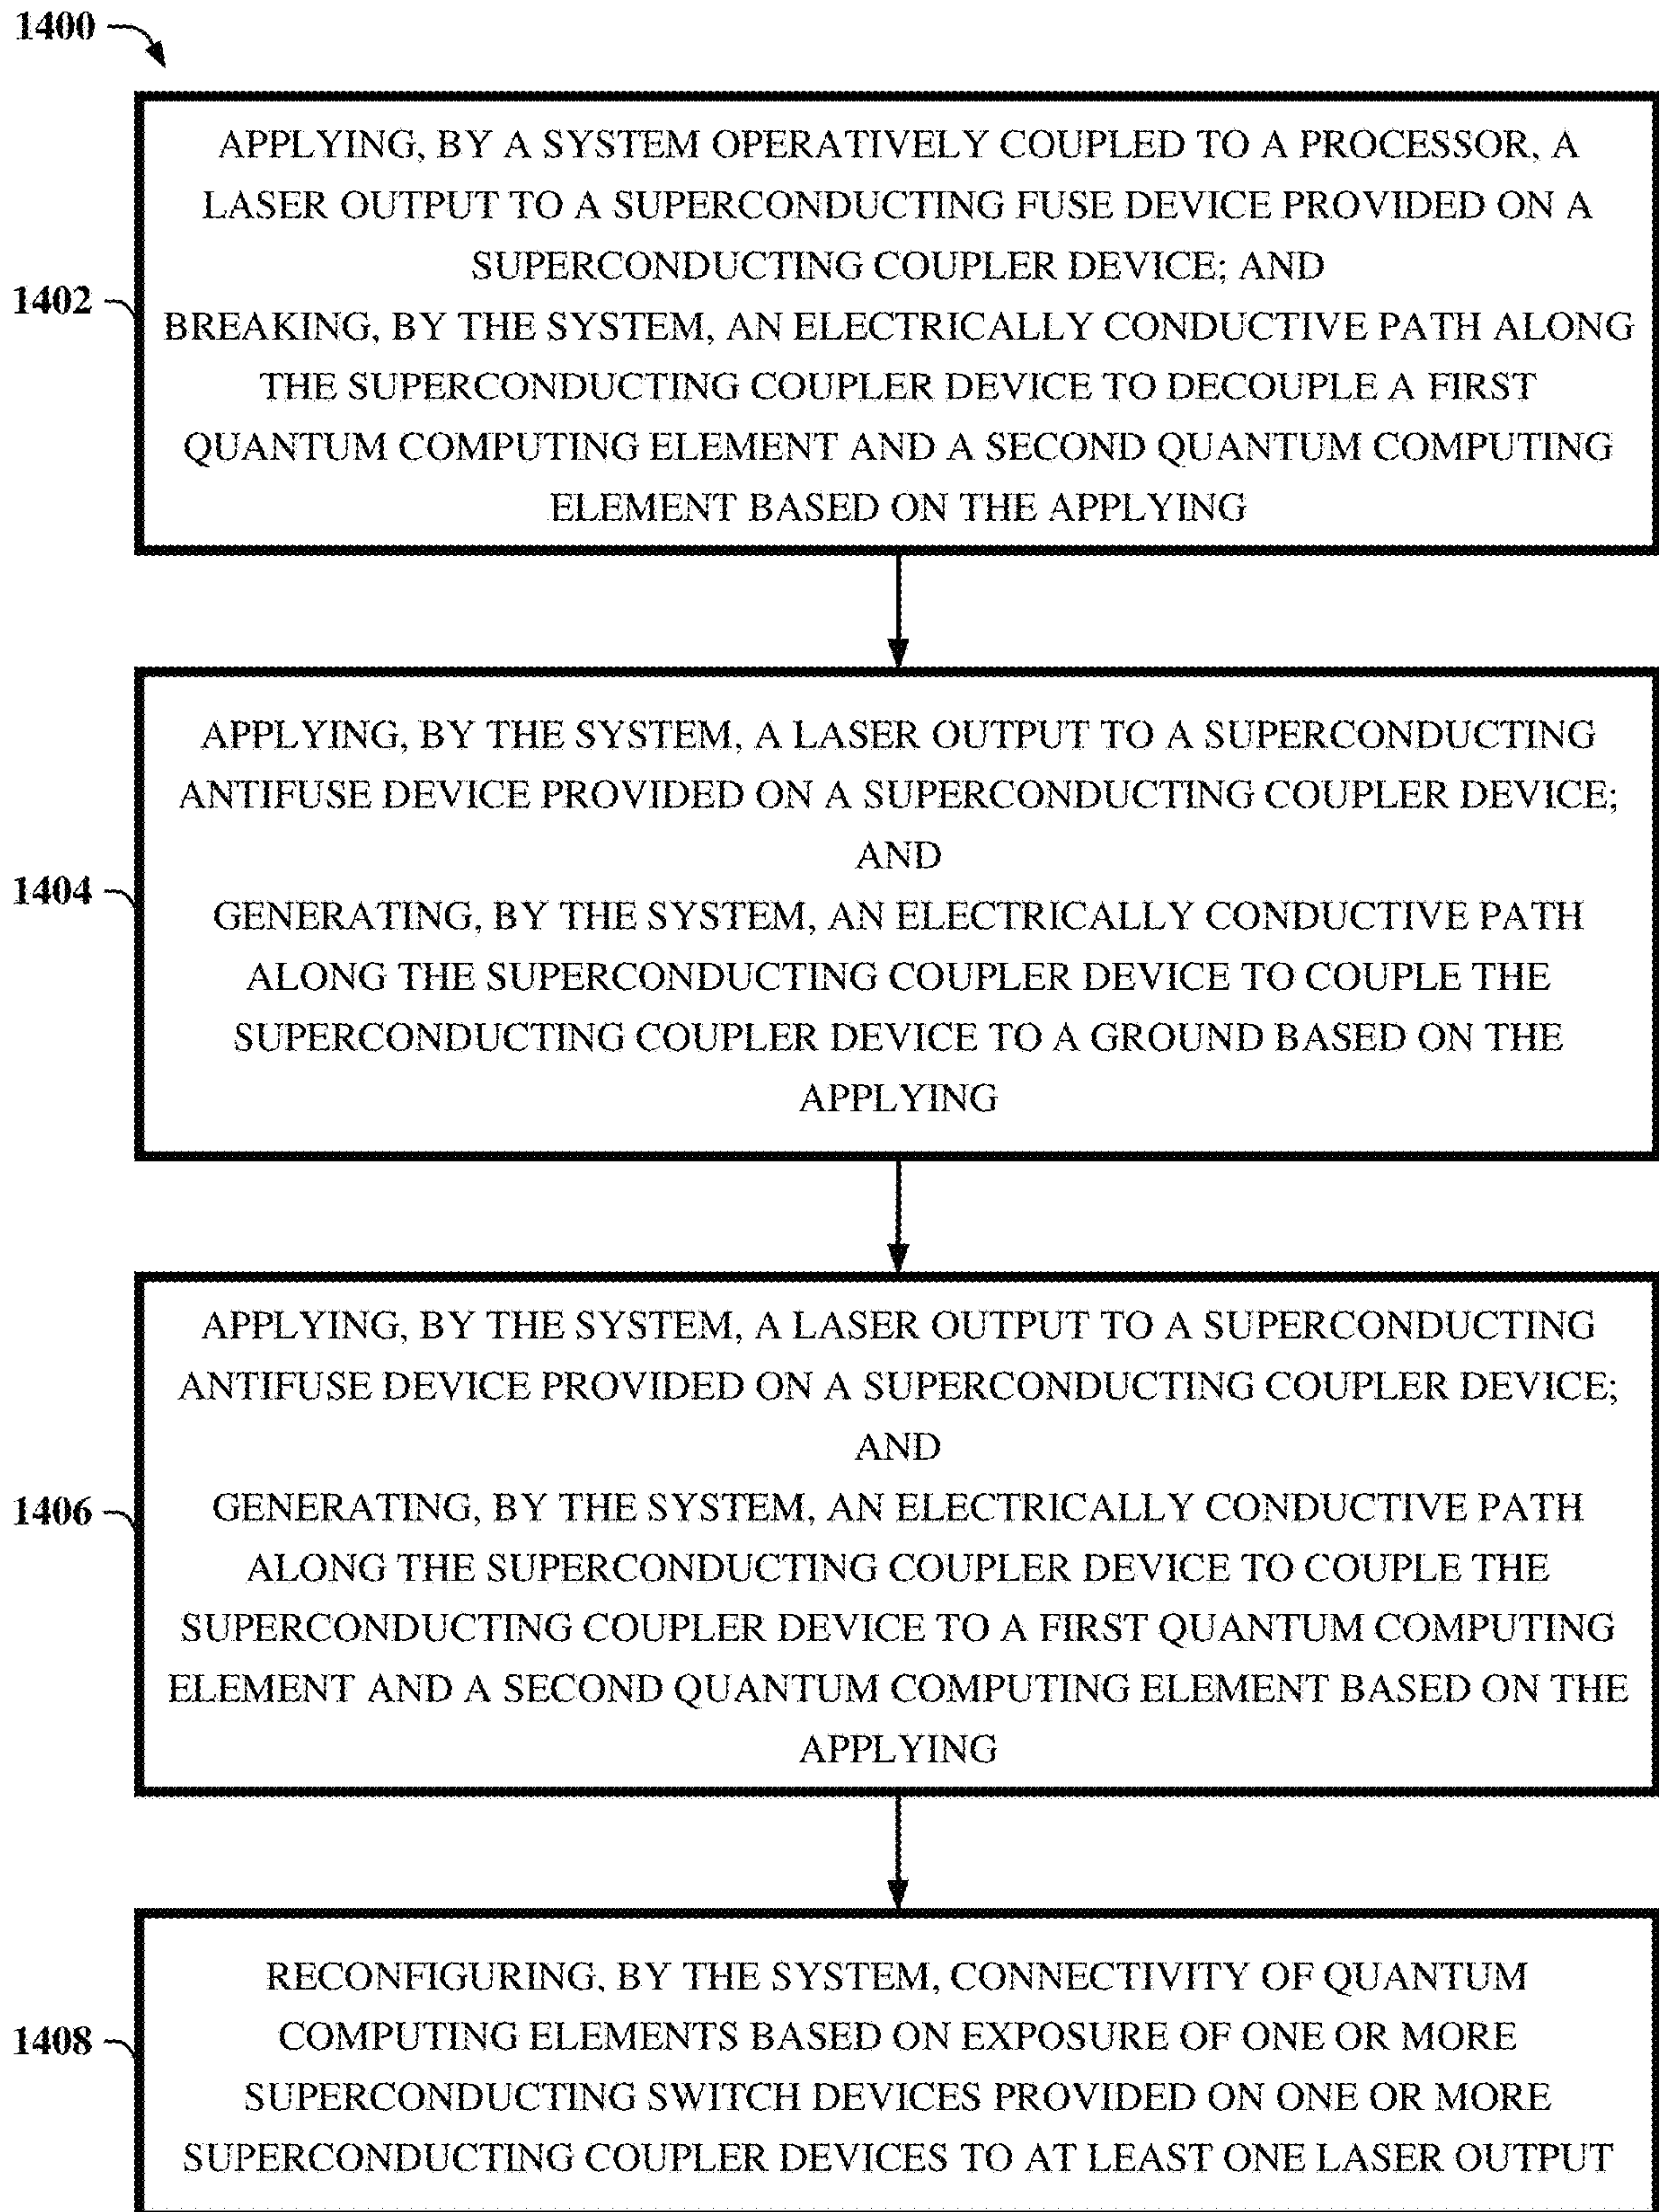 1400
APPLYING, BY A SYSTEM OPERATIVELY COUPLED TO A PROCESSOR, A
LASER OUTPUT TO A SUPERCONDUCTING FUSE DEVICE PROVIDED ON A
SUPERCONDUCTING COUPLER DEVICE; AND
1402
BREAKING, BY THE SYSTEM, AN ELECTRICALLY CONDUCTIVE PATH ALONG
THE SUPERCONDUCTING COUPLER DEVICE TO DECOUPLE A FIRST
QUANTUM COMPUTING ELEMENT AND A SECOND QUANTUM COMPUTING
ELEMENT BASED ON THE APPLYING
APPLYING, BY THE SYSTEM, A LASER OUTPUT TO A SUPERCONDUCTING
ANTIFUSE DEVICE PROVIDED ON A SUPERCONDUCTING COUPLER DEVICE;
AND
1404
GENERATING, BY THE SYSTEM, AN ELECTRICALLY CONDUCTIVE PATH
ALONG THE SUPERCONDUCTING COUPLER DEVICE TO COUPLE THE
SUPERCONDUCTING COUPLER DEVICE TO A GROUND BASED ON THE
APPLYING
APPLYING, BY THE SYSTEM, A LASER OUTPUT TO A SUPERCONDUCTING
ANTIFUSE DEVICE PROVIDED ON A SUPERCONDUCTING COUPLER DEVICE;
AND
1406
GENERATING, BY THE SYSTEM, AN ELECTRICALLY CONDUCTIVE PATH
ALONG THE SUPERCONDUCTING COUPLER DEVICE TO COUPLE THE
SUPERCONDUCTING COUPLER DEVICE TO A FIRST QUANTUM COMPUTING
ELEMENT AND A SECOND QUANTUM COMPUTING ELEMENT BASED ON THE
APPLYING
RECONFIGURING, BY THE SYSTEM, CONNECTIVITY OF QUANTUM
1408
COMPUTING ELEMENTS BASED ON EXPOSURE OF ONE OR MORE
SUPERCONDUCTING SWITCH DEVICES PROVIDED ON ONE OR MORE
SUPERCONDUCTING COUPLER DEVICES TO AT LEAST ONE LASER OUTPUT